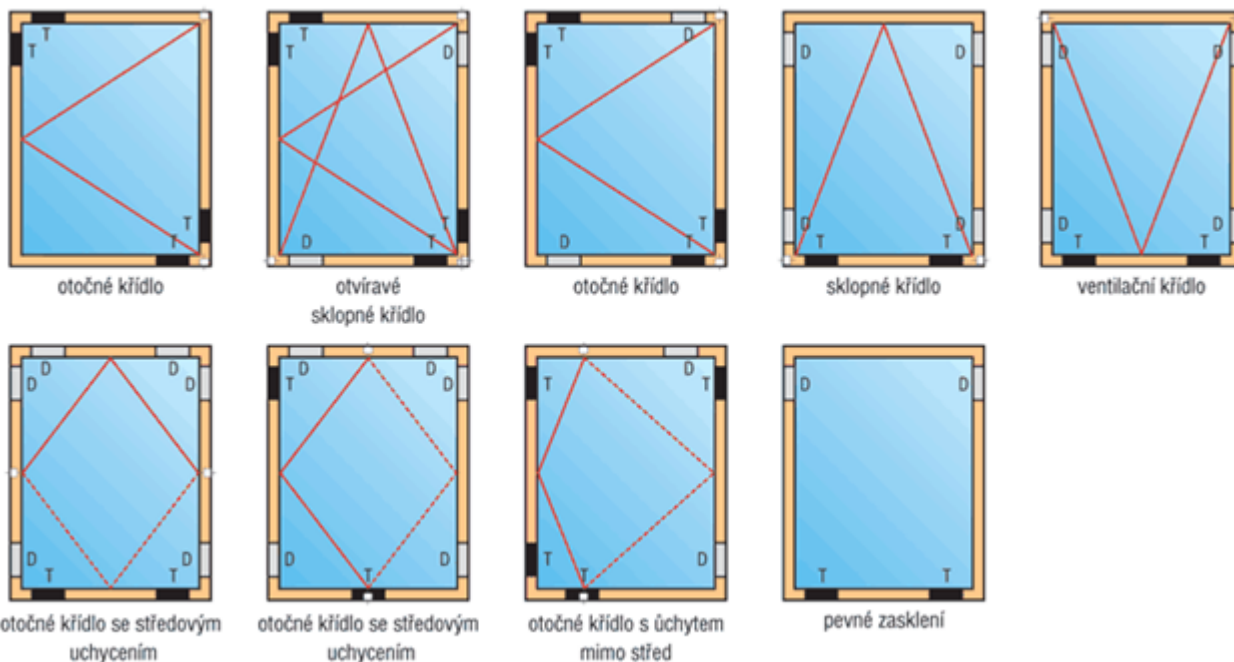 T
T
T
T
otočné křídlo
T
T
D
T
D
T
otvíravé
sklopné křídlo
T
D
T
T
D
T
otočné křídlo
D
D
D
D
T
T
sklopné křídlo
D
D
D
D
T
T
ventilační křídlo
D
D
D
D
D
D
T
T
otočné křídlo se středovým
uchycením
D
D
T
D
D
D
T
otočné křídlo se středovým
uchycením
D
T
T
T
D
T
otočné křídlo s úchytem
mimo střed
D
D
T
T
pevné zasklení